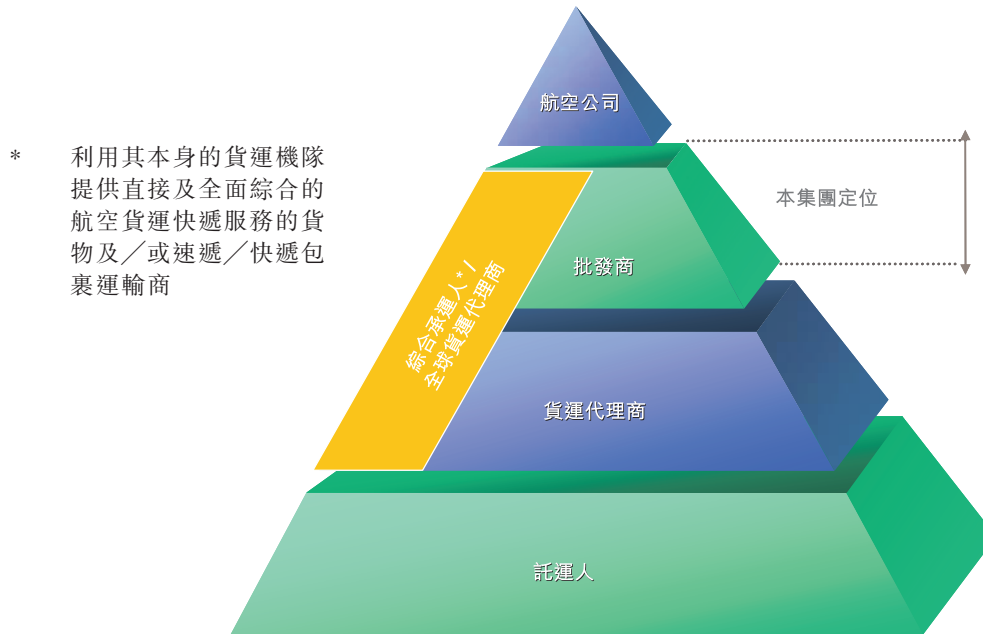 航空公司
* 利用其本身的貨運機隊
提供直接及全面綜合的
航空貨運快遞服務的貨
物及／或速遞／快遞包
裹運輸商
本集團定位
批發商
綜合承運人* /
全球貨運代理商
貨運代理商
託運人